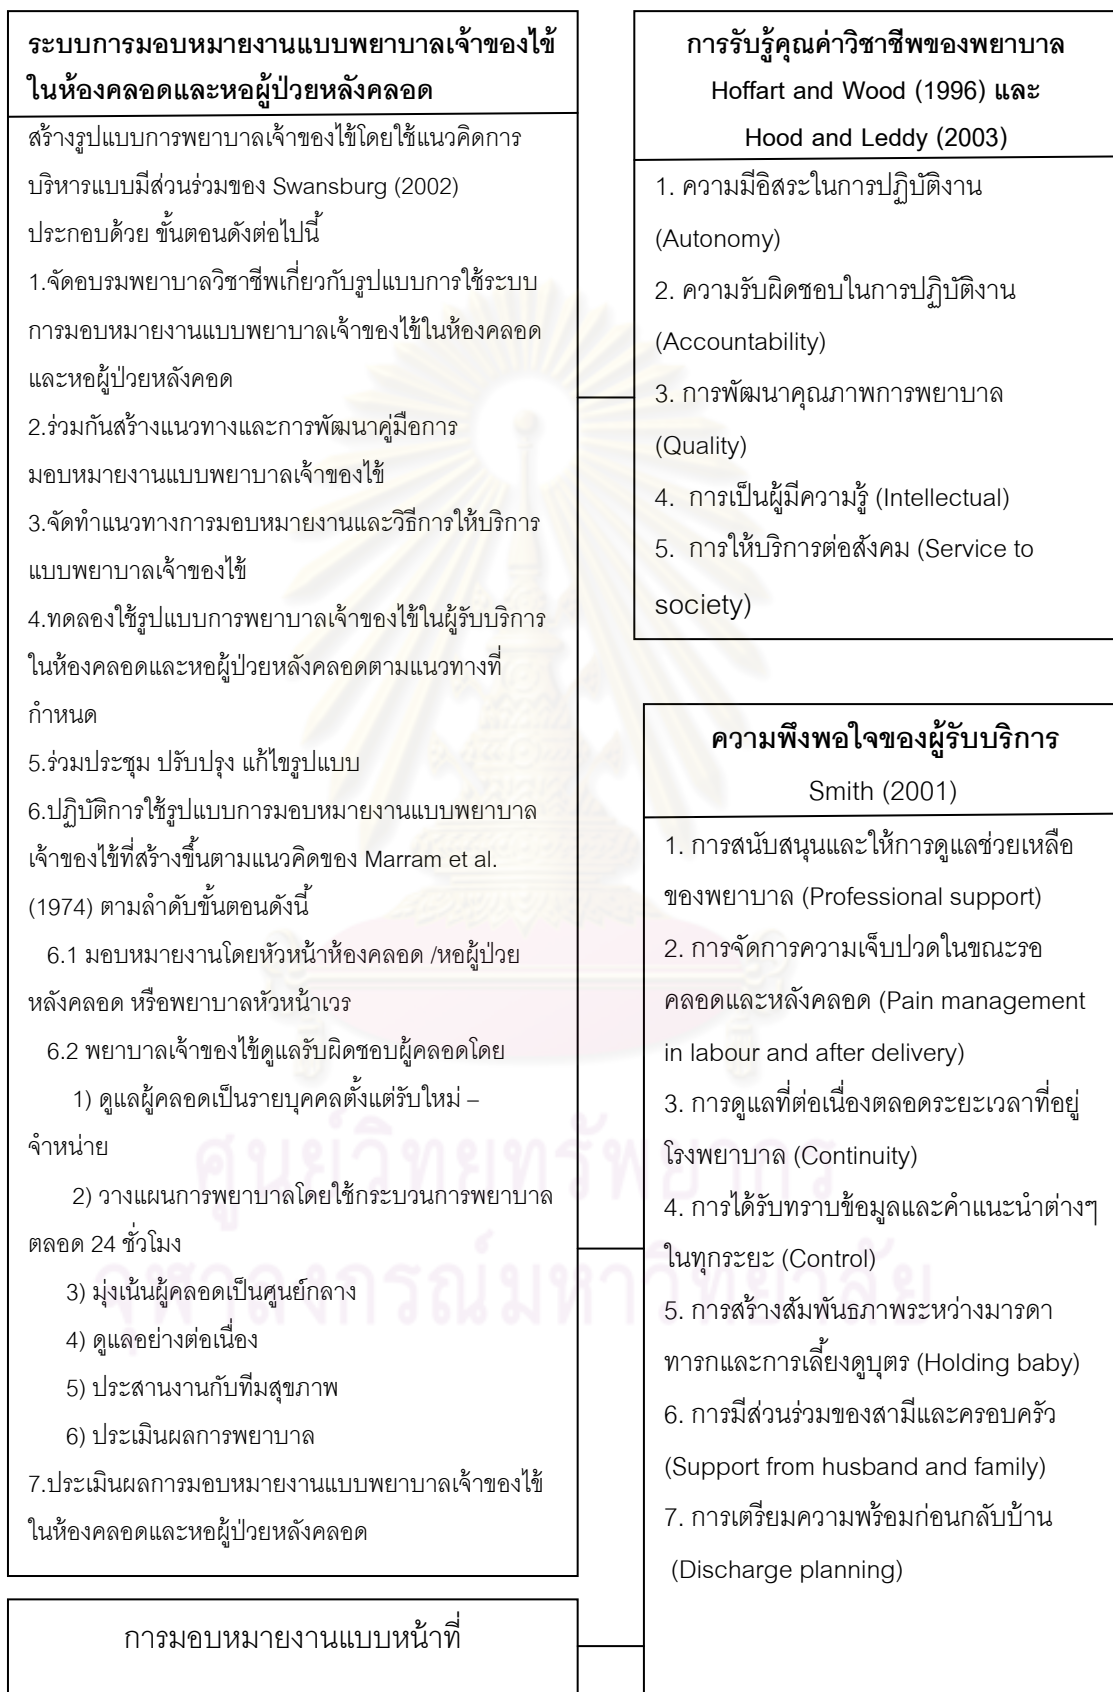 ระบบการมอบหมายงานแบบพยาบาลเจ้าของไข้
ในห้องคลอดและหอผู้ป่วยหลังคลอด
สร้างรูปแบบการพยาบาลเจ้าของไข้โดยใช้แนวคิดการ
บริหารแบบมีส่วนร่วมของ Swansburg (2002)
ประกอบด้วย ขั้นตอนดังต่อไปนี้
1.จัดอบรมพยาบาลวิชาชีพเกี่ยวกับรูปแบบการใช้ระบบ
การมอบหมายงานแบบพยาบาลเจ้าของไข้ในห้องคลอด
และหอผู้ป่วยหลังคอด
2.ร่วมกันสร้างแนวทางและการพัฒนาคู่มือการ
มอบหมายงานแบบพยาบาลเจ้าของไข้
3.จัดทำแนวทางการมอบหมายงานและวิธีการให้บริการ
แบบพยาบาลเจ้าของไข้
4.ทดลองใช้รูปแบบการพยาบาลเจ้าของไข้ในผู้รับบริการ
ในห้องคลอดและหอผู้ป่วยหลังคลอดตามแนวทางที่
กำหนด
5.ร่วมประชุม ปรับปรุง แก้ไขรูปแบบ
6.ปฏิบัติการใช้รูปแบบการมอบหมายงานแบบพยาบาล
เจ้าของไข้ที่สร้างขึ้นตามแนวคิดของ Marram et al.
(1974) ตามลำดับขั้นตอนดังนี้
6.1 มอบหมายงานโดยหัวหน้าห้องคลอด /หอผู้ป่วย
หลังคลอด หรือพยาบาลหัวหน้าเวร
6.2 พยาบาลเจ้าของไข้ดูแลรับผิดชอบผู้คลอดโดย
1) ดูแลผู้คลอดเป็นรายบุคคลตั้งแต่รับใหม่ –
จำหน่าย
2) วางแผนการพยาบาลโดยใช้กระบวนการพยาบาล
ตลอด 24 ชั่วโมง
3) มุ่งเน้นผู้คลอดเป็นศูนย์กลาง
4) ดูแลอย่างต่อเนื่อง
5) ประสานงานกับทีมสุขภาพ
6) ประเมินผลการพยาบาล
7.ประเมินผลการมอบหมายงานแบบพยาบาลเจ้าของไข้
ในห้องคลอดและหอผู้ป่วยหลังคลอด
การมอบหมายงานแบบหน้าที่
การรับรู้คุณค่าวิชาชีพของพยาบาล
Hoffart and Wood (1996) และ
Hood and Leddy (2003)
1. ความมีอิสระในการปฏิบัติงาน
(Autonomy)
2. ความรับผิดชอบในการปฏิบัติงาน
(Accountability)
3. การพัฒนาคุณภาพการพยาบาล
(Quality)
4. การเป็นผู้มีความรู้ (Intellectual)
5. การให้บริการต่อสังคม (Service to
society)
ความพึงพอใจของผู้รับบริการ
Smith (2001)
1. การสนับสนุนและให้การดูแลช่วยเหลือ
ของพยาบาล (Professional support)
2. การจัดการความเจ็บปวดในขณะรอ
คลอดและหลังคลอด (Pain management
in labour and after delivery)
3. การดูแลที่ต่อเนื่องตลอดระยะเวลาที่อยู่
โรงพยาบาล (Continuity)
4. การได้รับทราบข้อมูลและคำแนะนำต่างๆ
ในทุกระยะ (Control)
5. การสร้างสัมพันธภาพระหว่างมารดา
ทารกและการเลี้ยงดูบุตร (Holding baby)
6. การมีส่วนร่วมของสามีและครอบครัว
(Support from husband and family)
7. การเตรียมความพร้อมก่อนกลับบ้าน
(Discharge planning)
ศูนย์วิทยทรัพยากร
จุฬาลงกรณ์มหาวิทยาลัย